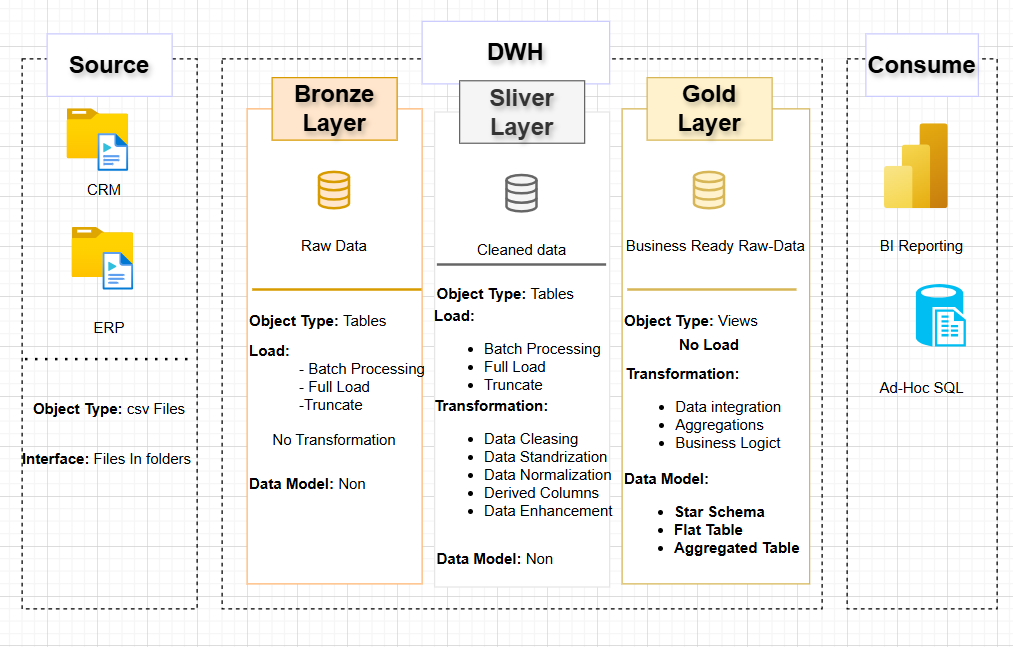 Source
CRM
ERP
Object Type: csv Files
Interface: Files In folders
DWH
Bronze
Layer
Raw Data
Object Type: Tables
Load:
- Batch Processing
- Full Load
-Truncate
No Transformation
Data Model: Non
Sliver
Layer
Cleaned data
Object Type: Tables
Load:
• Batch Processing
• Full Load
• Truncate
Transformation:
• Data Cleasing
• Data Standrization
• Data Normalization
• Derived Columns
• Data Enhancement
Data Model: Non
Gold
Layer
Business Ready Raw-Data
Object Type: Views
No Load
Transformation:
• Data integration
• Aggregations
• Business Logict
Data Model:
• Star Schema
• Flat Table
• Aggregated Table
Consume
BI Reporting
Ad-Hoc SQL